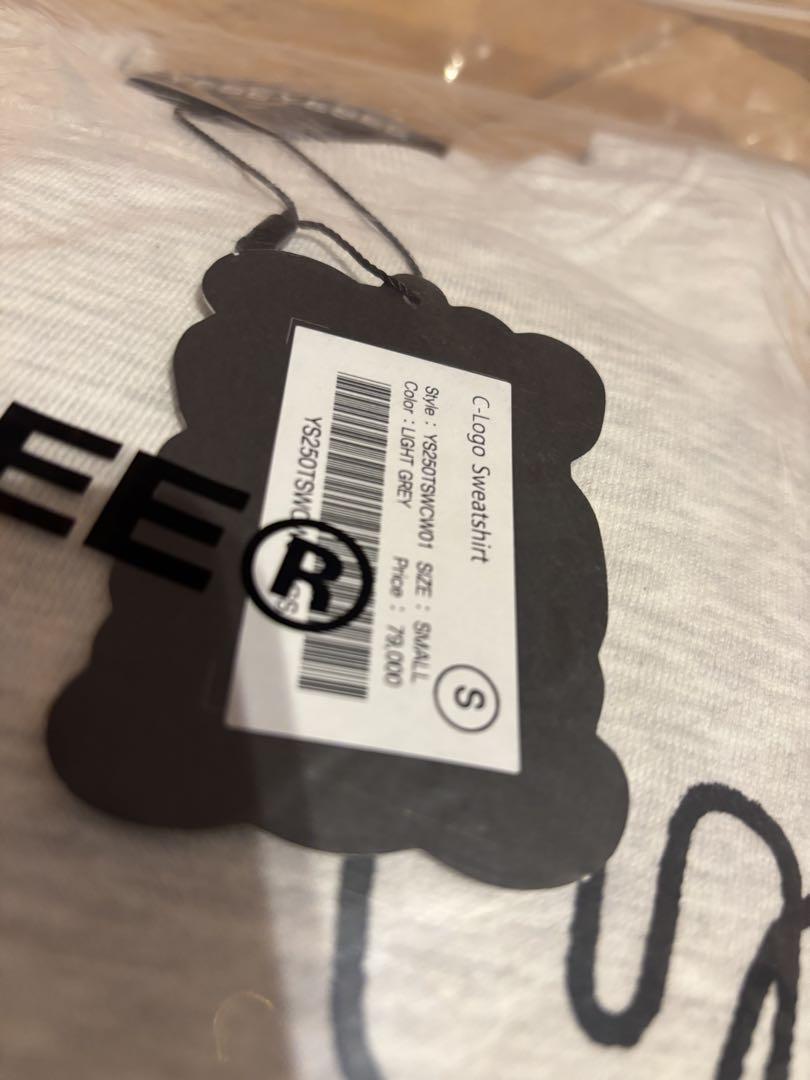 C-Logo Sweatshirt
Style : YS250TSWCW01 SIZE : SMALL
Color : LIGHT GREY Price : 79,000
S
EE ®